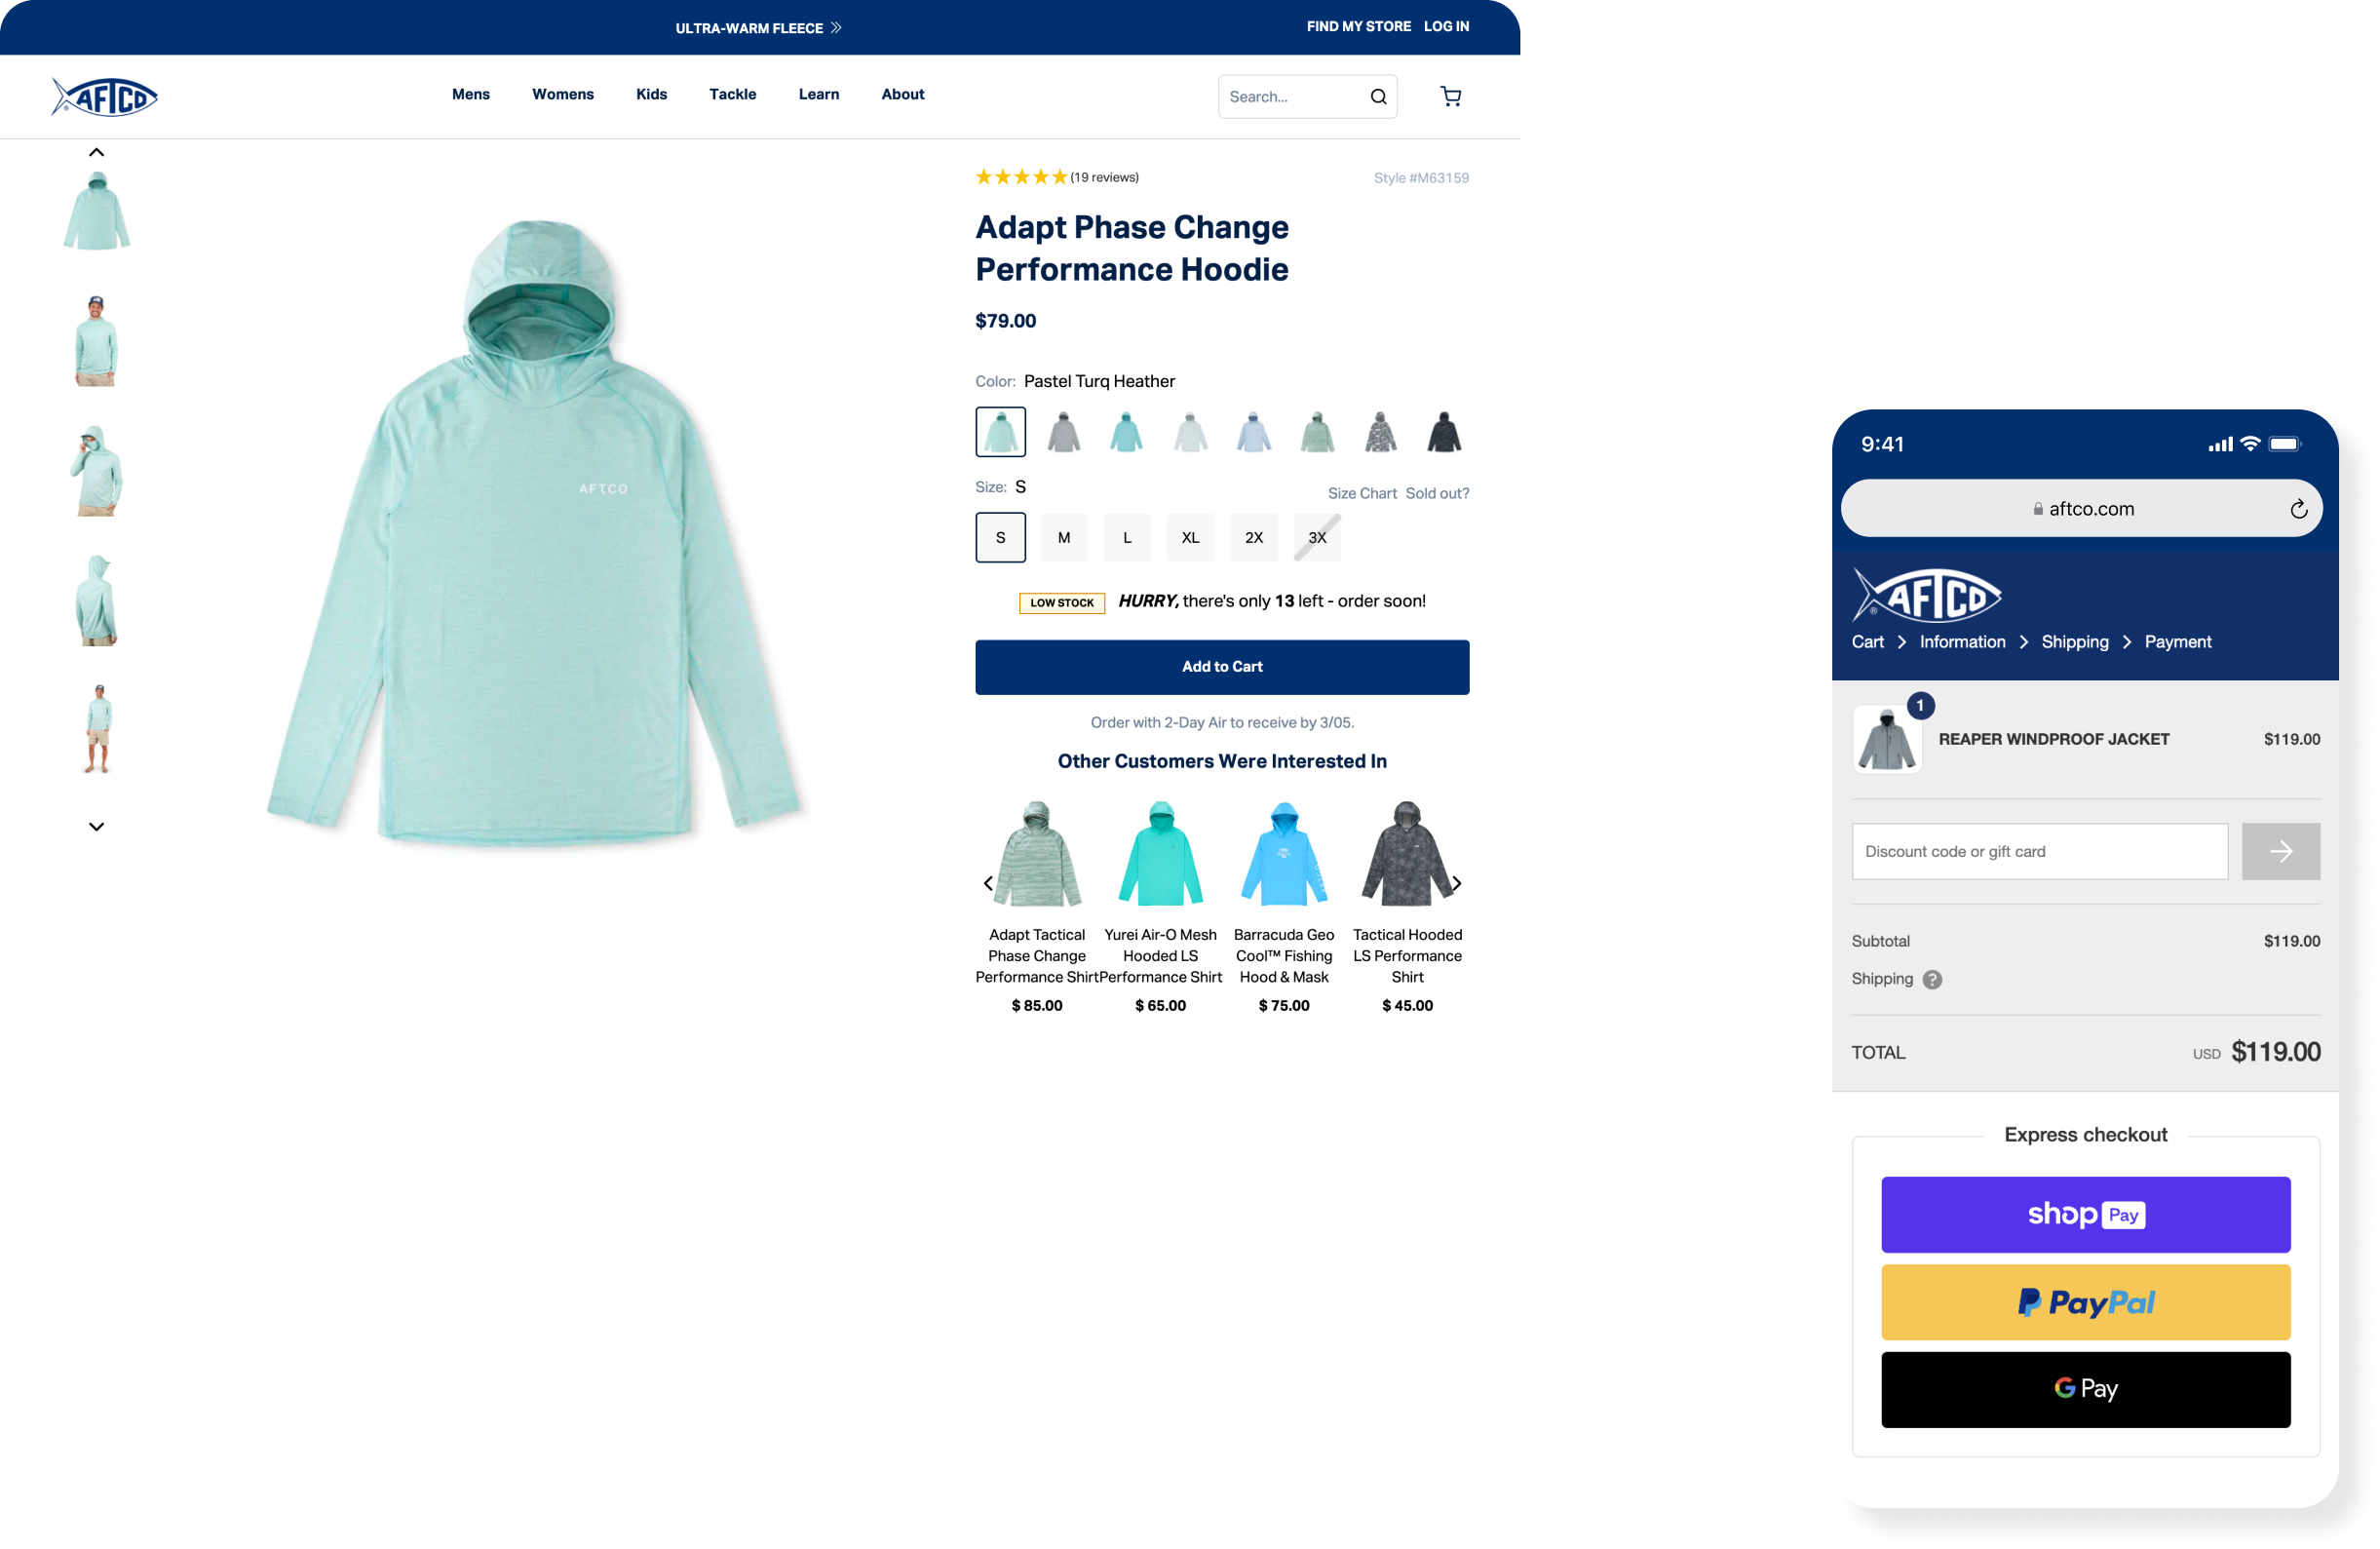 ULTRA-WARM FLEECE
FIND MY STORE LOG IN
AFTCO
®
Mens Womens Kids Tackle Learn About
Search...
(19 reviews)
Style #M63159
Adapt Phase Change
Performance Hoodie
$79.00
Color: Pastel Turq Heather
Size: S
Size Chart Sold out?
S M L XL 2X 3X
LOW STOCK HURRY, there's only 13 left - order soon!
Add to Cart
Order with 2-Day Air to receive by 3/05.
Other Customers Were Interested In
Adapt Tactical
Phase Change
Performance Shirt
$ 85.00
Yurei Air-O Mesh
Hooded LS
Performance Shirt
$ 65.00
Barracuda Geo
Cool™ Fishing
Hood & Mask
$ 75.00
Tactical Hooded
LS Performance
Shirt
$ 45.00
AFTCO
9:41
aftco.com
AFTCO
®
Cart > Information > Shipping > Payment
1
REAPER WINDPROOF JACKET $119.00
Discount code or gift card
Subtotal $119.00
Shipping ?
TOTAL USD $119.00
Express checkout
shop Pay
PayPal
G Pay